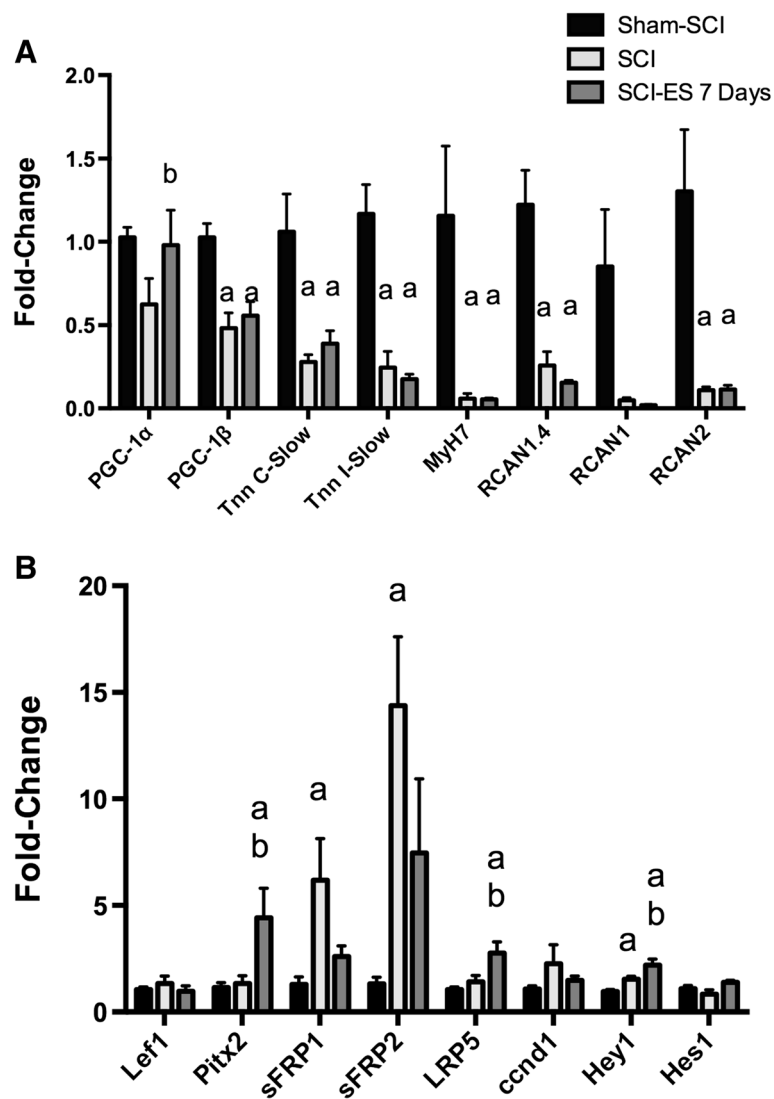 Sham-SCI
SCI
SCI-ES 7 Days
A
2.0
1.5
1.0
0.5
0.0
Fold-Change
b
a a
a a
a a
a a
a a
a a
PGC-1α
PGC-1β
Tnn C-Slow
Tnn I-Slow
MyH7
RCAN1.4
RCAN1
RCAN2
B
20
15
10
5
0
Fold-Change
a
b
a
a
a
b
a
a
b
Lef1
Pitx2
sFRP1
sFRP2
LRP5
ccnd1
Hey1
Hes1